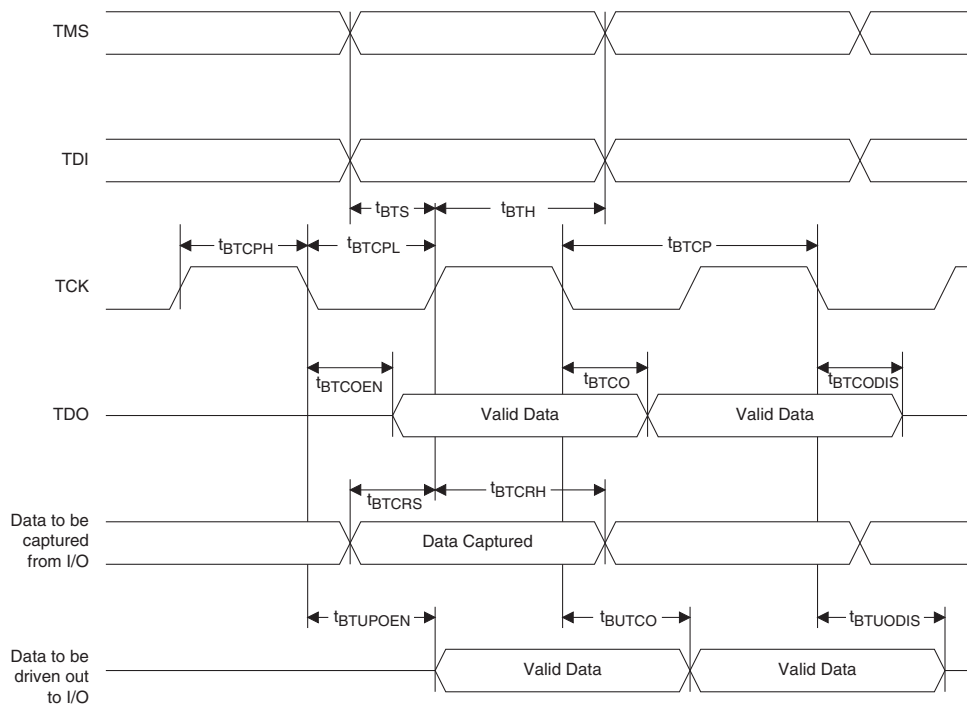 TMS
TDI
tBTS
tBTH
tBTCPH
tBTCPL
tBTCP
TCK
tBTCOEN
tBTCO
tBTCODIS
TDO
Valid Data
Valid Data
tBTCRS
tBTCRH
Data to be
captured
from I/O
Data Captured
tBTUPOEN
tBUTCO
tBTUODIS
Data to be
driven out
to I/O
Valid Data
Valid Data